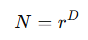 N = r^D